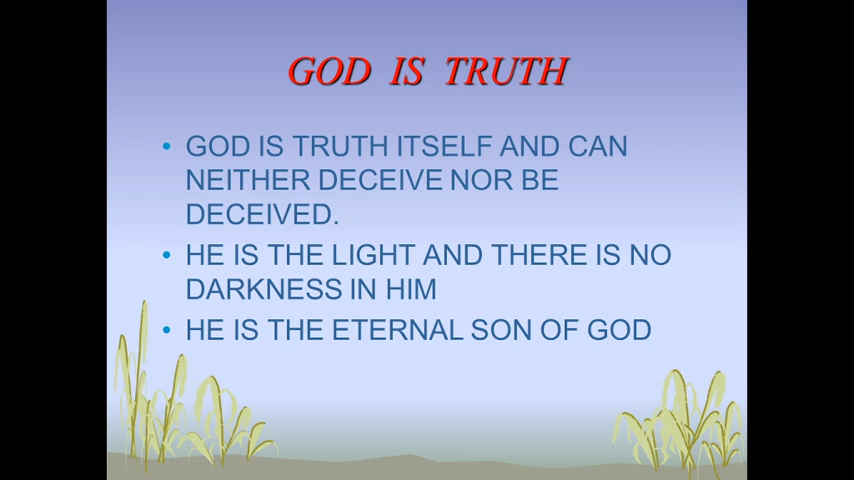 GOD IS TRUTH
• GOD IS TRUTH ITSELF AND CAN
NEITHER DECEIVE NOR BE
DECEIVED.
• HE IS THE LIGHT AND THERE IS NO
DARKNESS IN HIM
• HE IS THE ETERNAL SON OF GOD